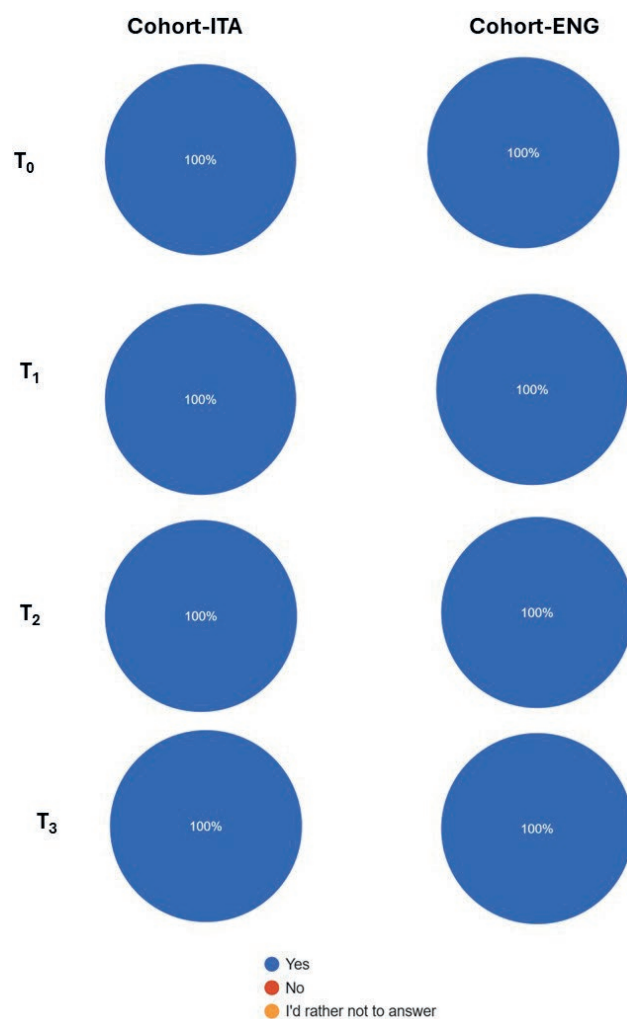 Cohort-ITA Cohort-ENG
T₀ 100% 100%
T₁ 100% 100%
T₂ 100% 100%
T₃ 100% 100%
Yes
No
I'd rather not to answer